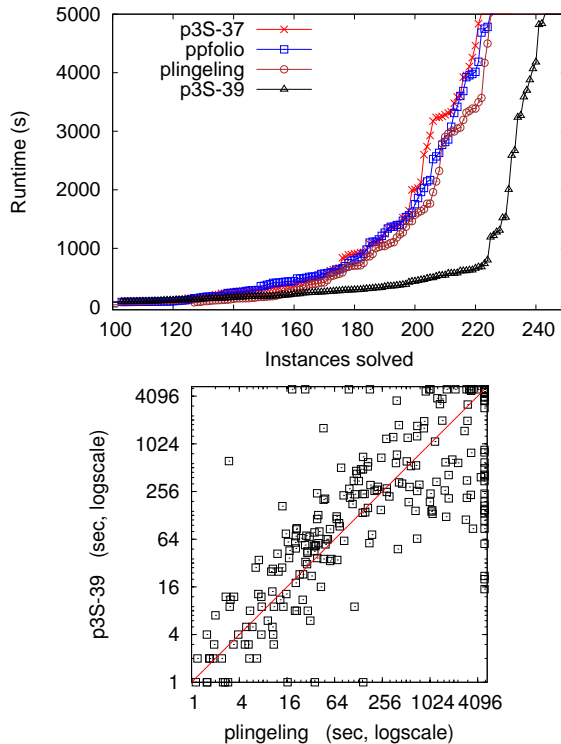 5000
4000
3000
2000
1000
0
Runtime (s)
p3S-37
ppfolio
plingeling
p3S-39
100 120 140 160 180 200 220 240
Instances solved
4096
1024
256
64
16
4
1
p3S-39 (sec, logscale)
1 4 16 64 256 1024 4096
plingeling (sec, logscale)